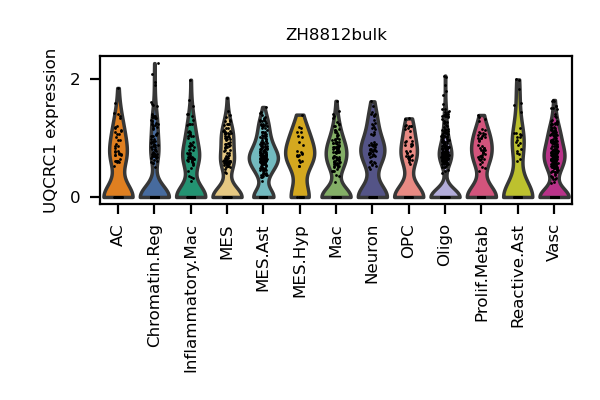 ZH8812bulk
UQCRC1 expression
2
0
AC
Chromatin.Reg
Inflammatory.Mac
MES
MES.Ast
MES.Hyp
Mac
Neuron
OPC
Oligo
Prolif.Metab
Reactive.Ast
Vasc